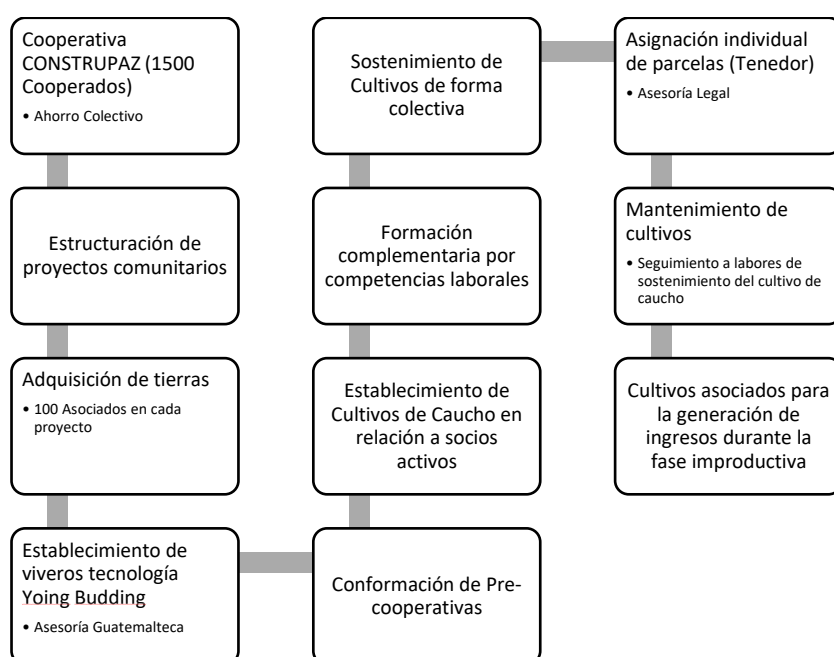 Cooperativa
CONSTRUPAZ (1500
Cooperados)
• Ahorro Colectivo
Estructuración de
proyectos comunitarios
Adquisición de tierras
• 100 Asociados en cada
proyecto
Establecimiento de
viveros tecnología
Yoing Budding
• Asesoría Guatemalteca
Conformación de Pre-
cooperativas
Establecimiento de
Cultivos de Caucho en
relación a socios
activos
Formación
complementaria por
competencias laborales
Sostenimiento de
Cultivos de forma
colectiva
Asignación individual
de parcelas (Tenedor)
• Asesoría Legal
Mantenimiento de
cultivos
• Seguimiento a labores de
sostenimiento del cultivo de
caucho
Cultivos asociados para
la generación de
ingresos durante la
fase improductiva